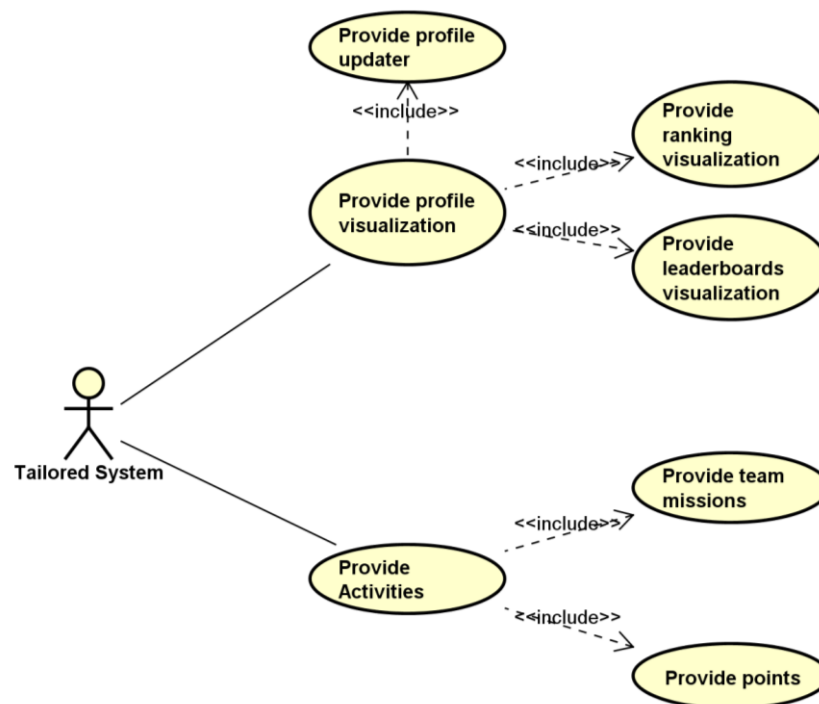 Provide profile
updater
<<include>>
Provide
ranking
visualization
<<include>>
Provide profile
visualization
<<include>>
Provide
leaderboards
visualization
Tailored System
Provide team
missions
<<include>>
Provide
Activities
<<include>>
Provide points